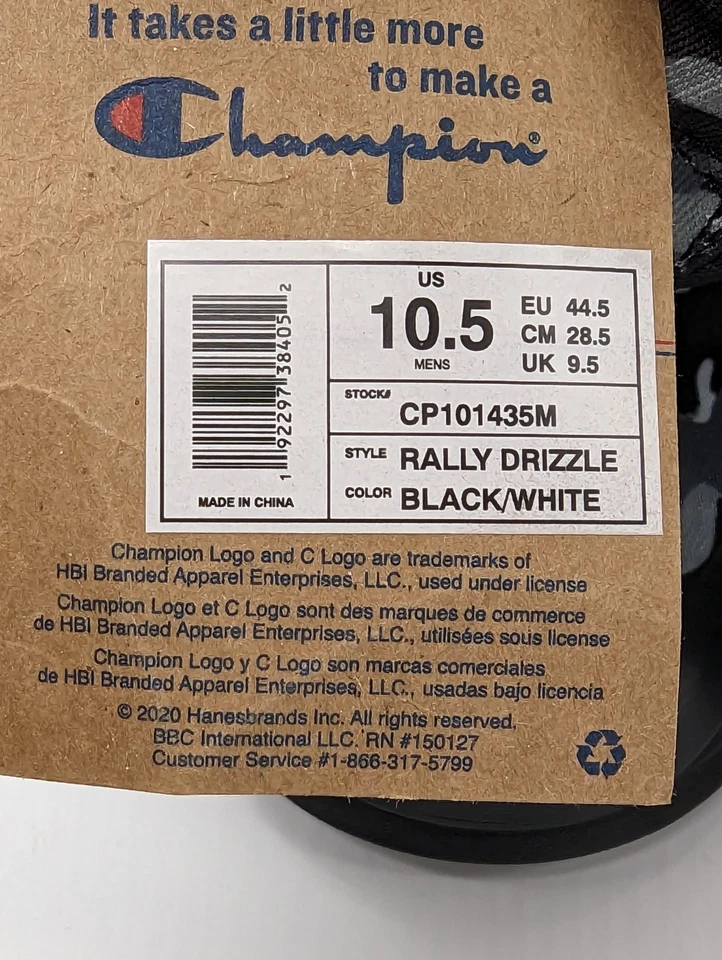 It takes a little more
to make a
Champion®
US
10.5
MENS
EU 44.5
CM 28.5
UK 9.5
1 92297 38405 2
MADE IN CHINA
STOCK# CP101435M
STYLE RALLY DRIZZLE
COLOR BLACK/WHITE
Champion Logo and C Logo are trademarks of
HBI Branded Apparel Enterprises, LLC., used under license
Champion Logo et C Logo sont des marques de commerce
de HBI Branded Apparel Enterprises, LLC., utilisées sous license
Champion Logo y C Logo son marcas comerciales
de HBI Branded Apparel Enterprises, LLC., usadas bajo licencia
© 2020 Hanesbrands Inc. All rights reserved.
BBC International LLC. RN #150127
Customer Service #1-866-317-5799